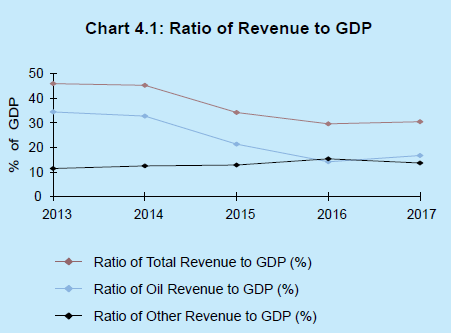 Chart 4.1: Ratio of Revenue to GDP
% of GDP
50
40
30
20
10
0
2013 2014 2015 2016 2017
Ratio of Total Revenue to GDP (%)
Ratio of Oil Revenue to GDP (%)
Ratio of Other Revenue to GDP (%)